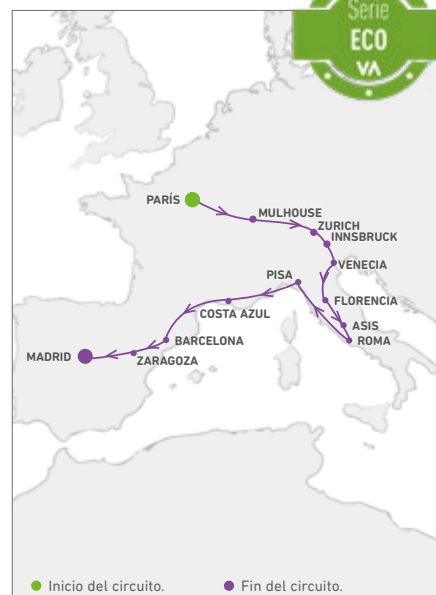 Serie
ECO
VA
PARÍS
MULHOUSE
ZURICH
INNSBRUCK
VENECIA
PISA
FLORENCIA
COSTA AZUL
ASIS
ROMA
BARCELONA
MADRID
ZARAGOZA
Inicio del circuito.
Fin del circuito.